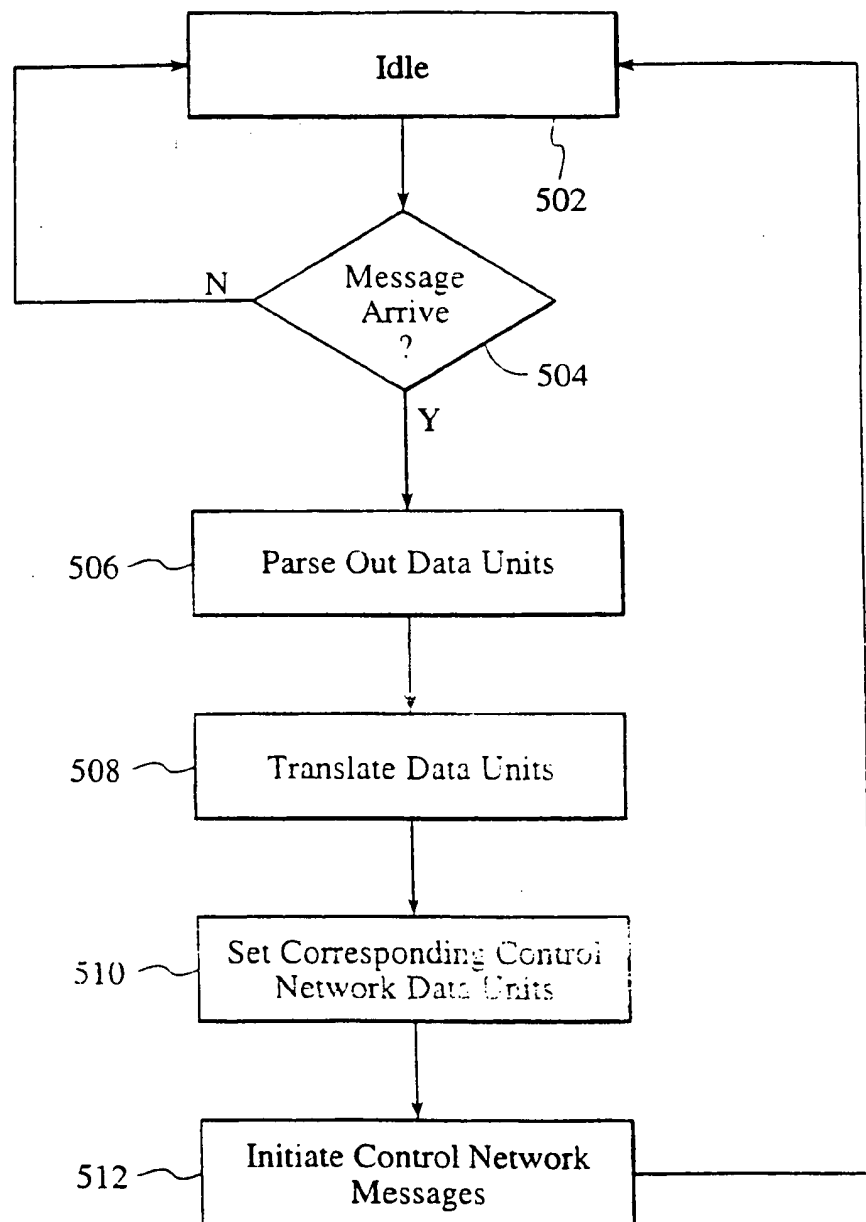 Idle
502
N
Message
Arrive
?
504
Y
506
Parse Out Data Units
508
Translate Data Units
510
Set Corresponding Control
Network Data Units
512
Initiate Control Network
Messages